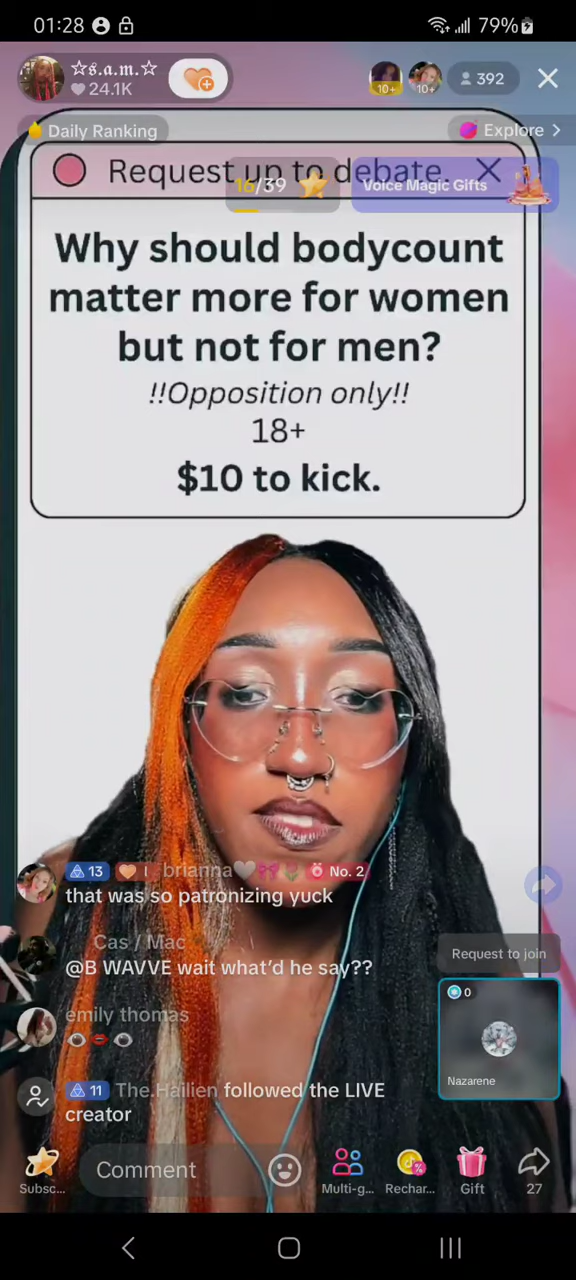 01:28
79%
☆𝖘.𝖆.𝖒.☆
24.1K
10+
10+
392
Daily Ranking
Explore >
Request up to debate.
16/39
Voice Magic Gifts
Why should bodycount
matter more for women
but not for men?
!!Opposition only!!
18+
$10 to kick.
13 I brianna No. 2
that was so patronizing yuck
Cas / Mac
@B WAVVE wait what'd he say??
Request to join
0
emily thomas
👁️👄👁️
Nazarene
11 The.Hailien followed the LIVE
creator
Comment
Subsc...
Multi-g...
Rechar...
Gift
27